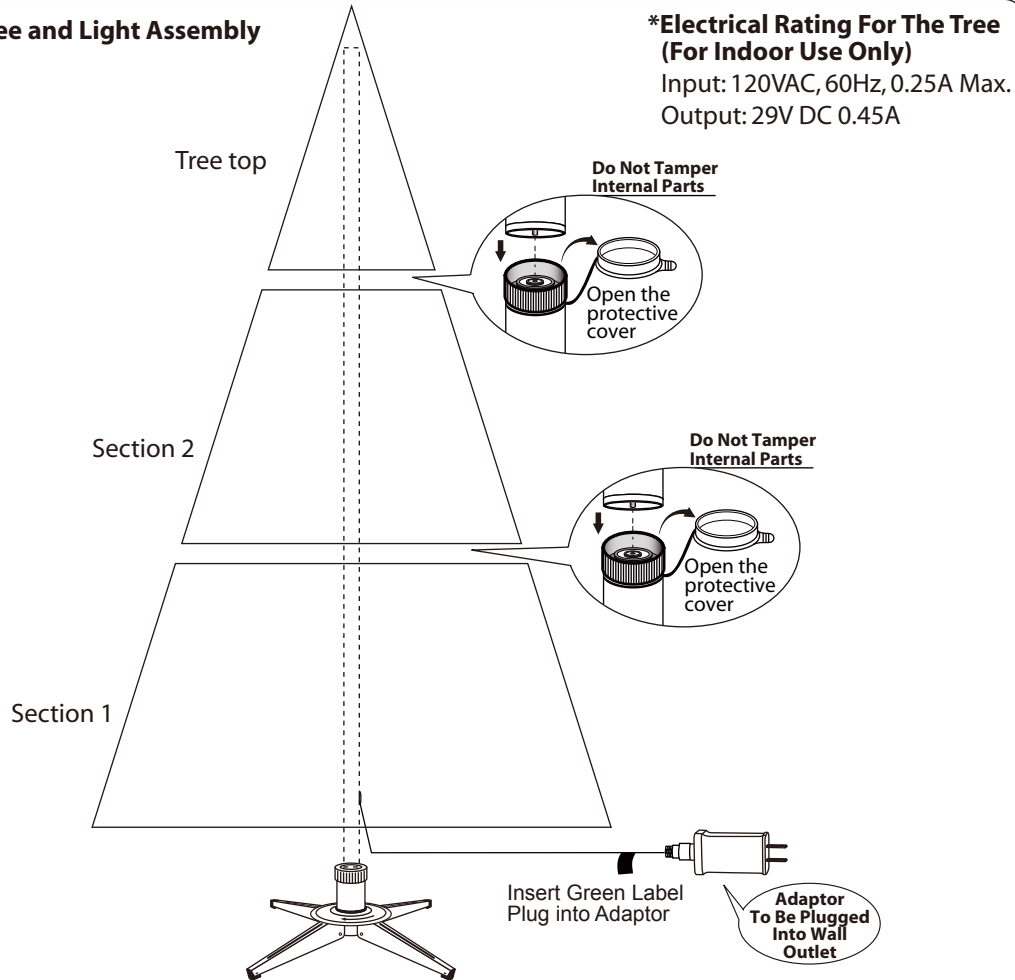 ee and Light Assembly
*Electrical Rating For The Tree
(For Indoor Use Only)
Input: 120VAC, 60Hz, 0.25A Max.
Output: 29V DC 0.45A
Tree top
Do Not Tamper
Internal Parts
Open the
protective
cover
Section 2
Do Not Tamper
Internal Parts
Open the
protective
cover
Section 1
Insert Green Label
Plug into Adaptor
Adaptor
To Be Plugged
Into Wall
Outlet